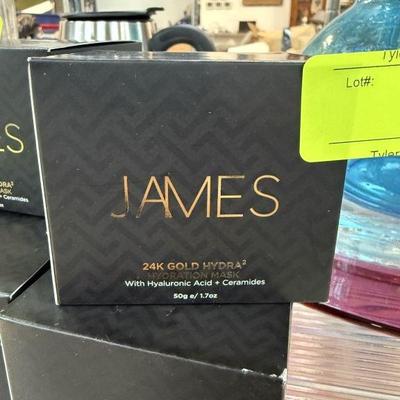 JAMES
24K GOLD HYDRA²
HYDRATION MASK
With Hyaluronic Acid + Ceramides
50g e/ 1.7oz
Lot#:
Tyler